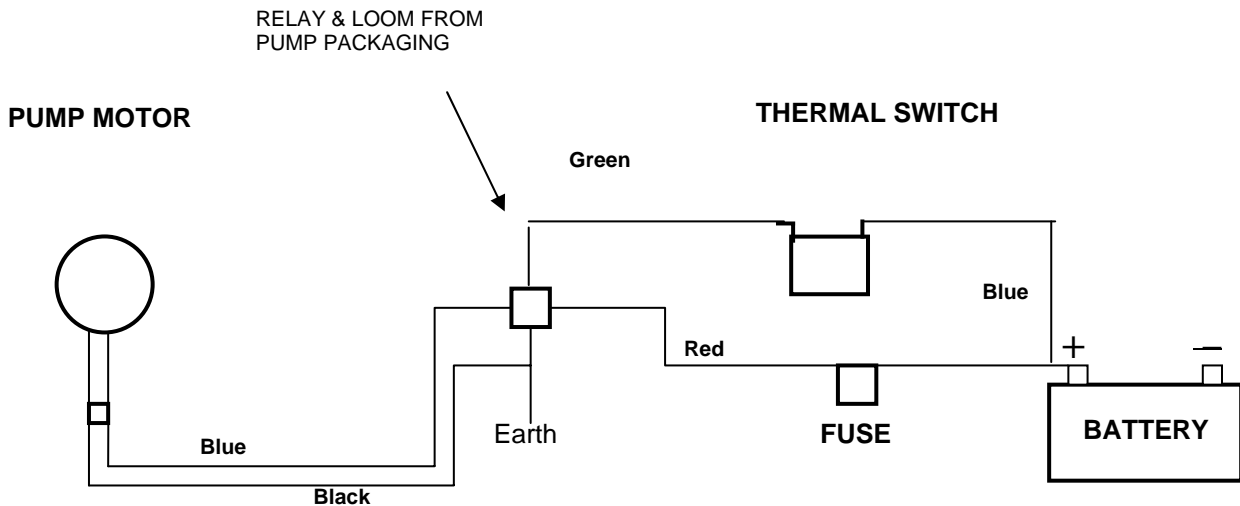 RELAY & LOOM FROM
PUMP PACKAGING
PUMP MOTOR
THERMAL SWITCH
Green
Blue
Red
+
–
Earth
FUSE
BATTERY
Blue
Black